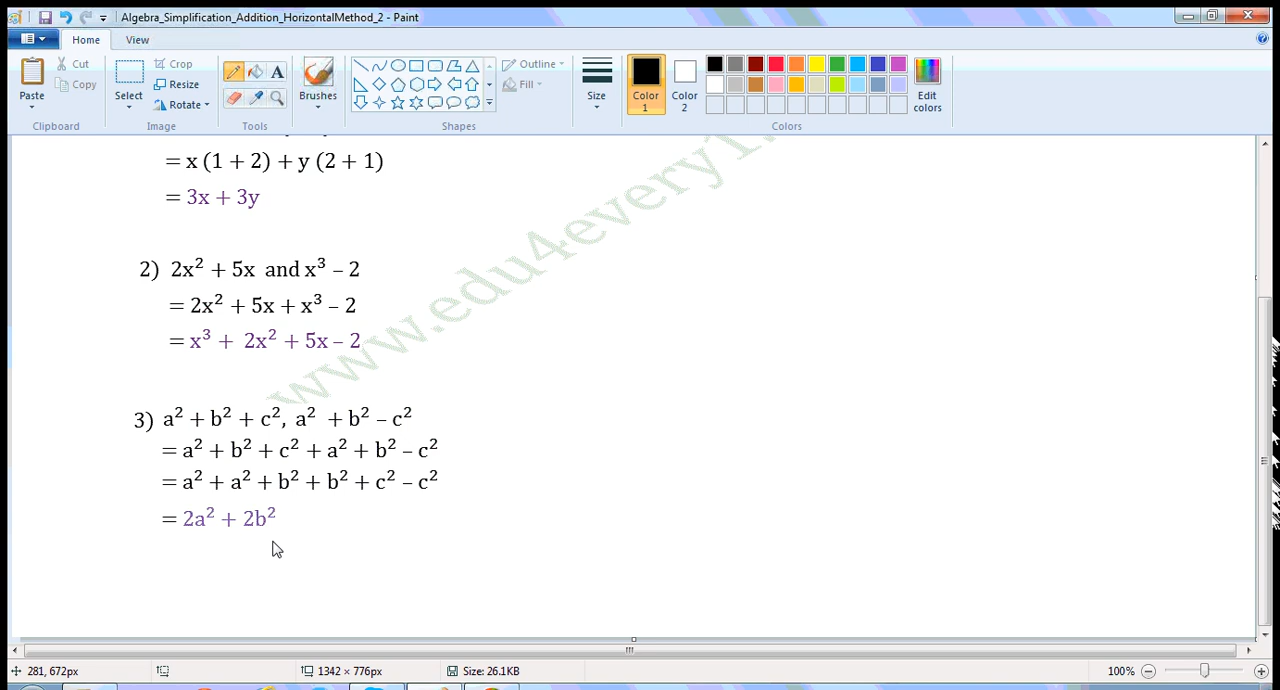 Algebra_Simplification_Addition_HorizontalMethod_2 - Paint
Home View
Paste Cut Copy Select Crop Resize Rotate A Brushes Outline Fill Size Color 1 Color 2 Edit colors
Clipboard Image Tools Shapes Colors
= x (1 + 2) + y (2 + 1)
= 3x + 3y
www.edu4every1
2) 2x² + 5x and x³ – 2
= 2x² + 5x + x³ – 2
= x³ + 2x² + 5x – 2
3) a² + b² + c², a² + b² – c²
= a² + b² + c² + a² + b² – c²
= a² + a² + b² + b² + c² – c²
= 2a² + 2b²
281, 672px 1342 × 776px Size: 26.1KB 100%